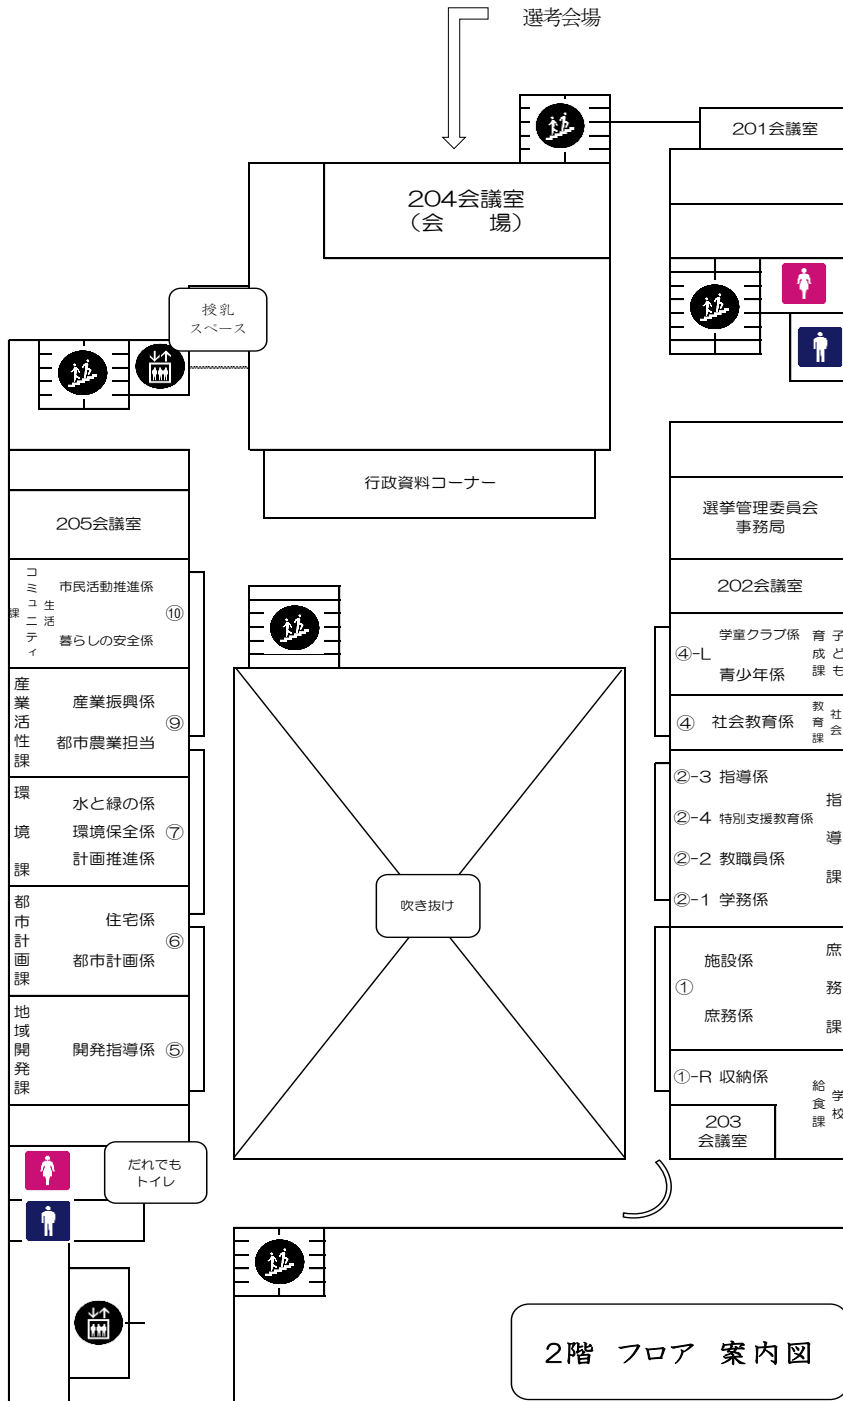 選考会場
201会議室
204会議室
（会　　場）
授乳
スペース
行政資料コーナー
205会議室
選挙管理委員会
事務局
202会議室
生活
コミュニティ
課
市民活動推進係
⑩
暮らしの安全係
産業活性課
産業振興係
⑨
都市農業担当
環境課
水と緑の係
環境保全係 ⑦
計画推進係
都市計画課
住宅係
⑥
都市計画係
地域開発課
開発指導係 ⑤
④-L
学童クラブ係
青少年係
子ども
育成課
④ 社会教育係
社会
教育課
②-3 指導係
②-4 特別支援教育係
②-2 教職員係
②-1 学務係
指導課
施設係
①
庶務係
庶務課
①-R 収納係
学校
給食課
203
会議室
吹き抜け
だれでも
トイレ
2階 フロア 案内図